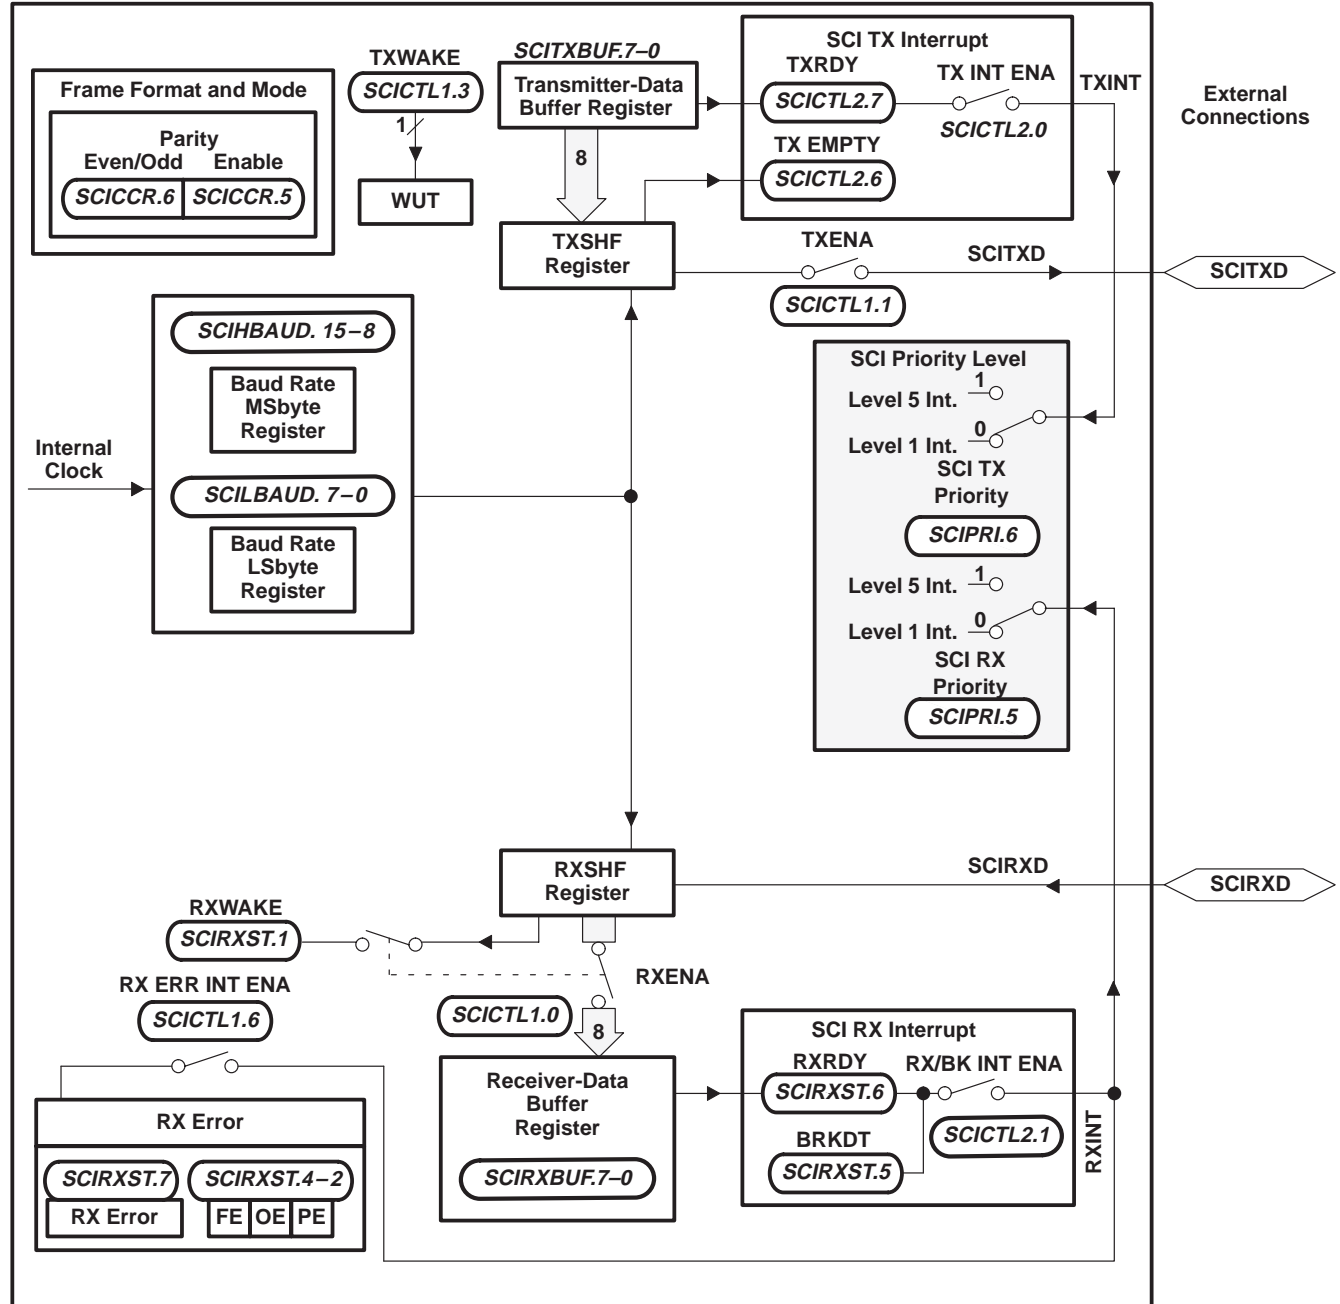 Frame Format and Mode
Parity
Even/Odd Enable
SCICCR.6 SCICCR.5
TXWAKE
SCICTL1.3
1
WUT
SCITXBUF.7–0
Transmitter-Data
Buffer Register
8
TXSHF
Register
SCI TX Interrupt
TXRDY
SCICTL2.7
TX INT ENA
SCICTL2.0
TX EMPTY
SCICTL2.6
TXINT
External
Connections
TXENA
SCICTL1.1
SCITXD
SCITXD
SCIHBAUD. 15–8
Baud Rate
MSbyte
Register
Internal
Clock
SCILBAUD. 7–0
Baud Rate
LSbyte
Register
SCI Priority Level
Level 5 Int. 1
Level 1 Int. 0
SCI TX
Priority
SCIPRI.6
Level 5 Int. 1
Level 1 Int. 0
SCI RX
Priority
SCIPRI.5
RXSHF
Register
SCIRXD
SCIRXD
RXWAKE
SCIRXST.1
RX ERR INT ENA
SCICTL1.6
RXENA
SCICTL1.0
8
RX Error
SCIRXST.7 SCIRXST.4–2
RX Error FE OE PE
Receiver-Data
Buffer
Register
SCIRXBUF.7–0
SCI RX Interrupt
RXRDY
SCIRXST.6
RX/BK INT ENA
SCICTL2.1
BRKDT
SCIRXST.5
RXINT